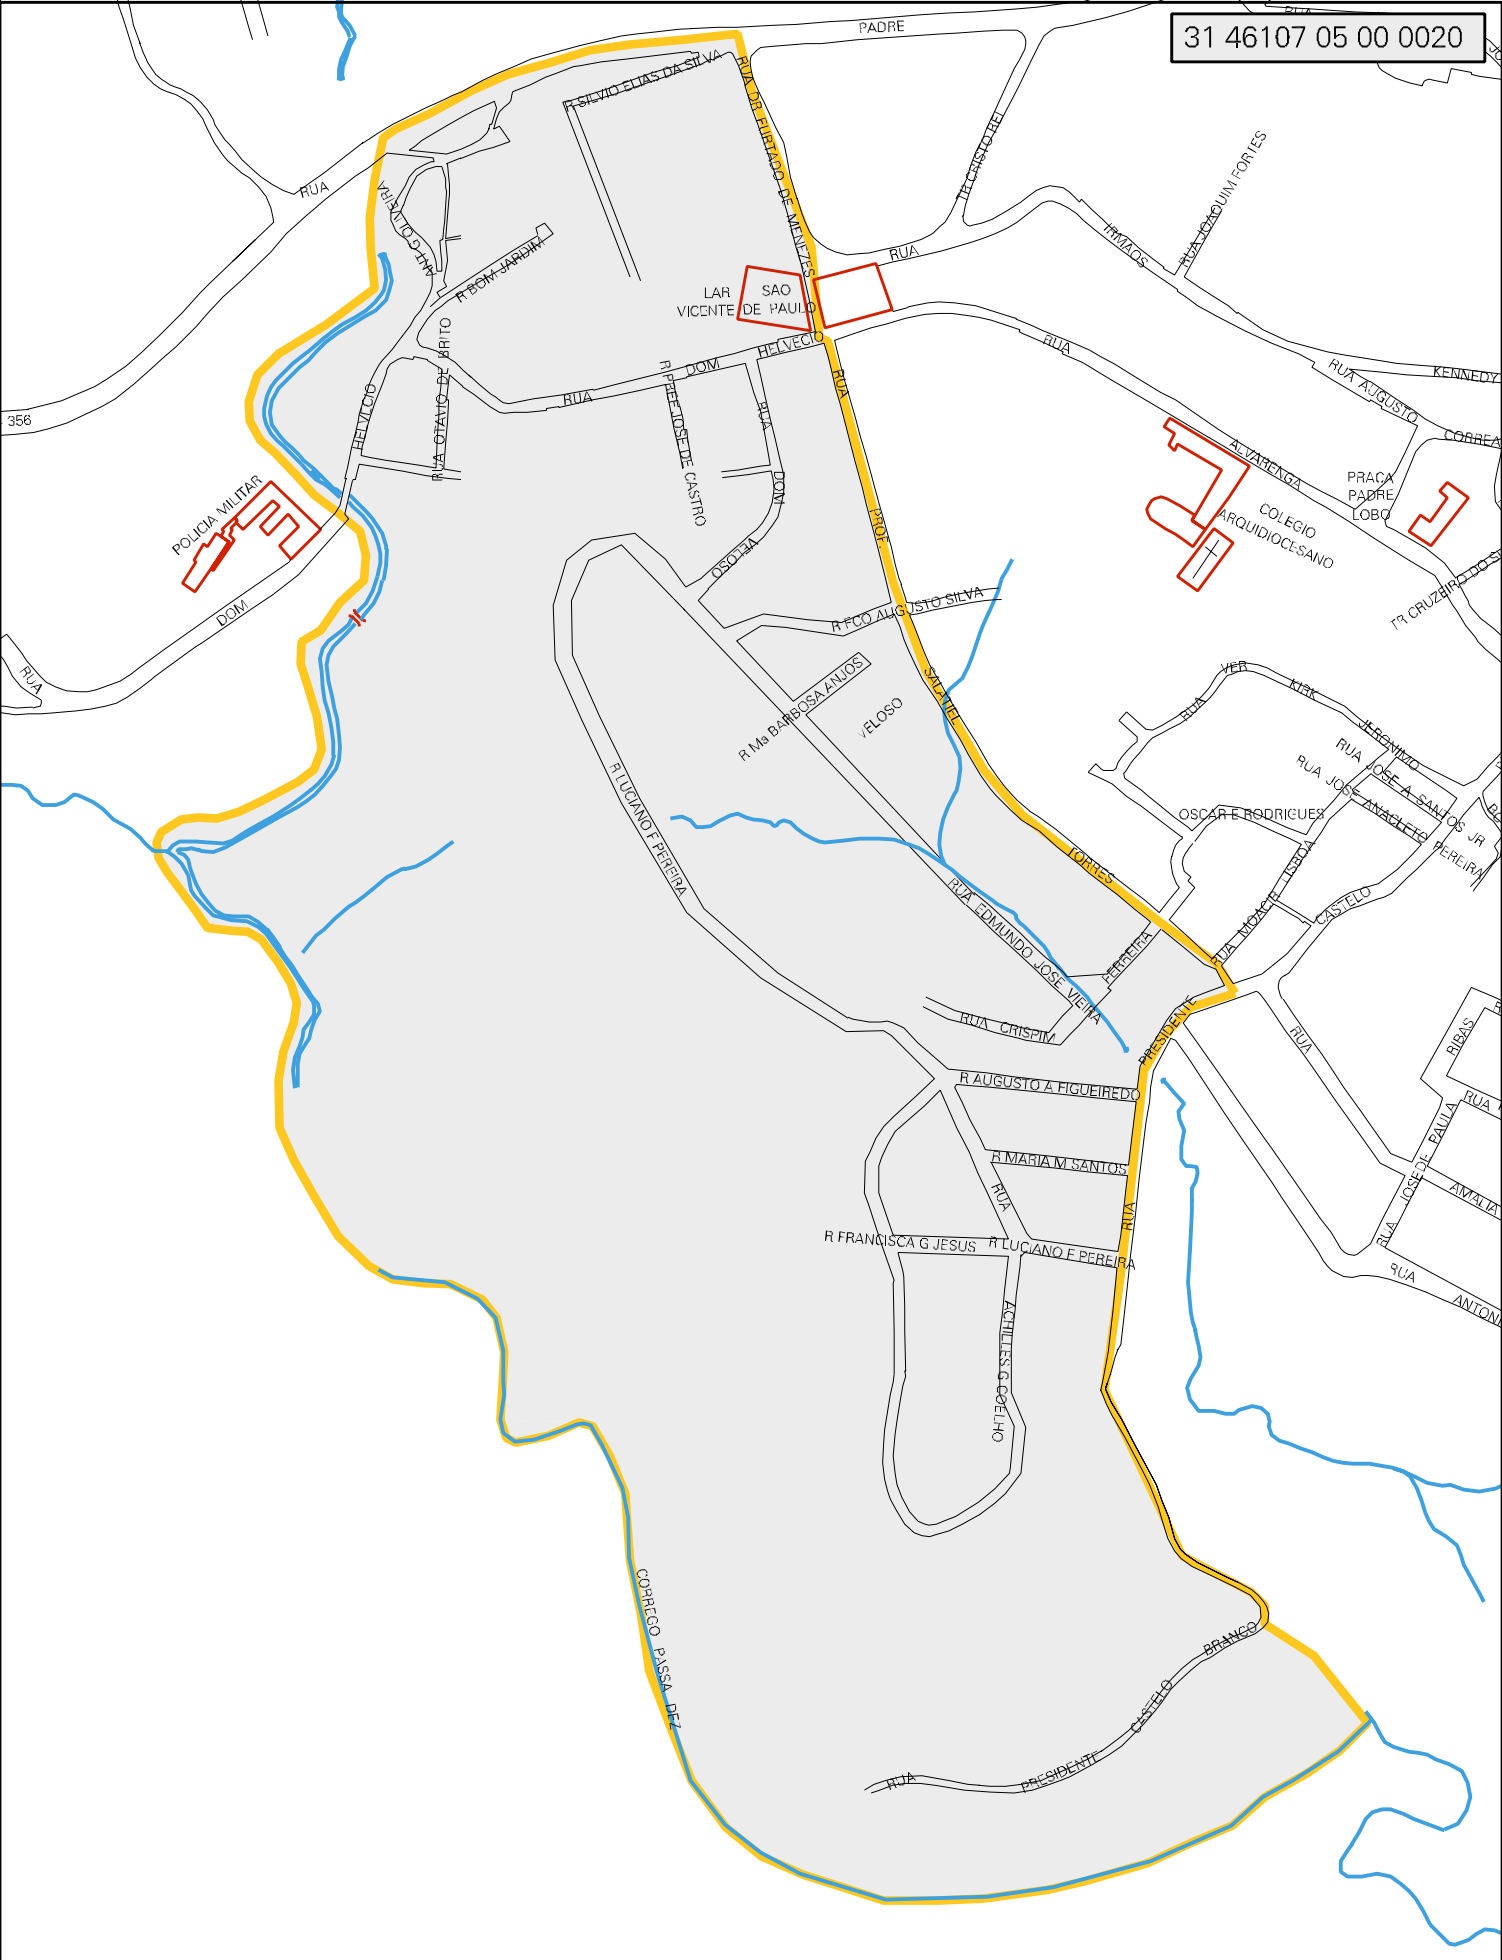 PADRE
RUA
31 46107 05 00 0020
R SILVIO ELIAS DA SILVA
RUA DR FURTADO DE MENEZES
TR CRISTO REI
RUA JOAQUIM FORTES
RUA
ANT G OLIVEIRA
IRMAOS
RUA
R BOM JARDIM
LAR SAO
VICENTE DE PAULO
HELVECIO
DOM
RUA
RUA
KENNEDY
RUA AUGUSTO
CORREA
356
HELVECIO
RUA OTAVIO DE BRITO
RUA
R PREF JOSE DE CASTRO
RUA
DOM
VELOSO
ALVARENGA
PRACA
PADRE
LOBO
COLEGIO
ARQUIDIOCESANO
POLICIA MILITAR
PROF.
DOM
R FCO AUGUSTO SILVA
TR CRUZEIRO DO S
RUA
R Ma BARBOSA ANJOS
VELOSO
SALATIEL
VER
KIRK
RUA
JERONIMO
RUA JOSE A SANTOS JR
RUA JOSE ANACLETO PEREIRA
OSCAR E RODRIGUES
R LUCIANO F PEREIRA
TORRES
RUA MOACIR LISBOA
CASTELO
RUA EDMUNDO JOSE VIEIRA
FERREIRA
RUA CRISPIM
PRESIDENTE
RUA
RIBAS
R AUGUSTO A FIGUEIREDO
RUA
R MARIA M SANTOS
RUA
RUA
RUA JOSE DE PAULA
AMALIA
R FRANCISCA G JESUS
R LUCIANO F PEREIRA
RUA
ANTONI
ACHILLES G COELHO
CORREGO PASSA DEZ
BRANCO
CASTELO
PRESIDENTE
RUA